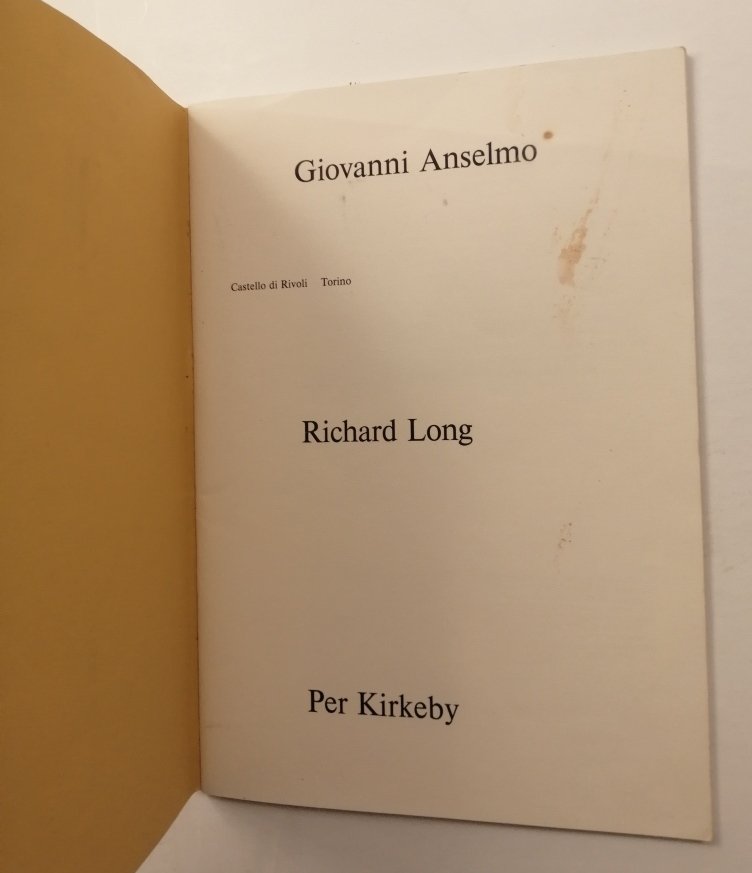 Giovanni Anselmo
Castello di Rivoli Torino
Richard Long
Per Kirkeby